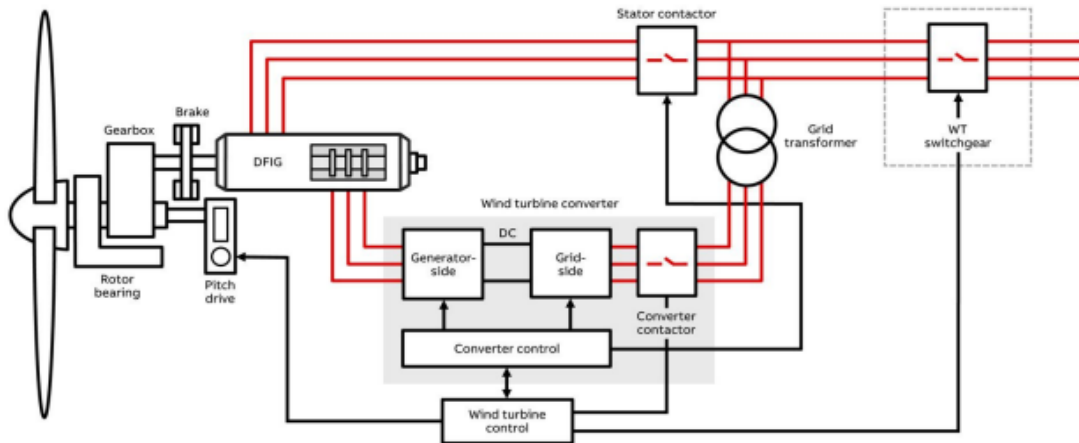 Stator contactor
Brake
Gearbox
DFIG
Grid
transformer
WT
switchgear
Wind turbine converter
DC
Generator-
side
Grid-
side
Rotor
bearing
Pitch
drive
Converter
contactor
Converter control
Wind turbine
control